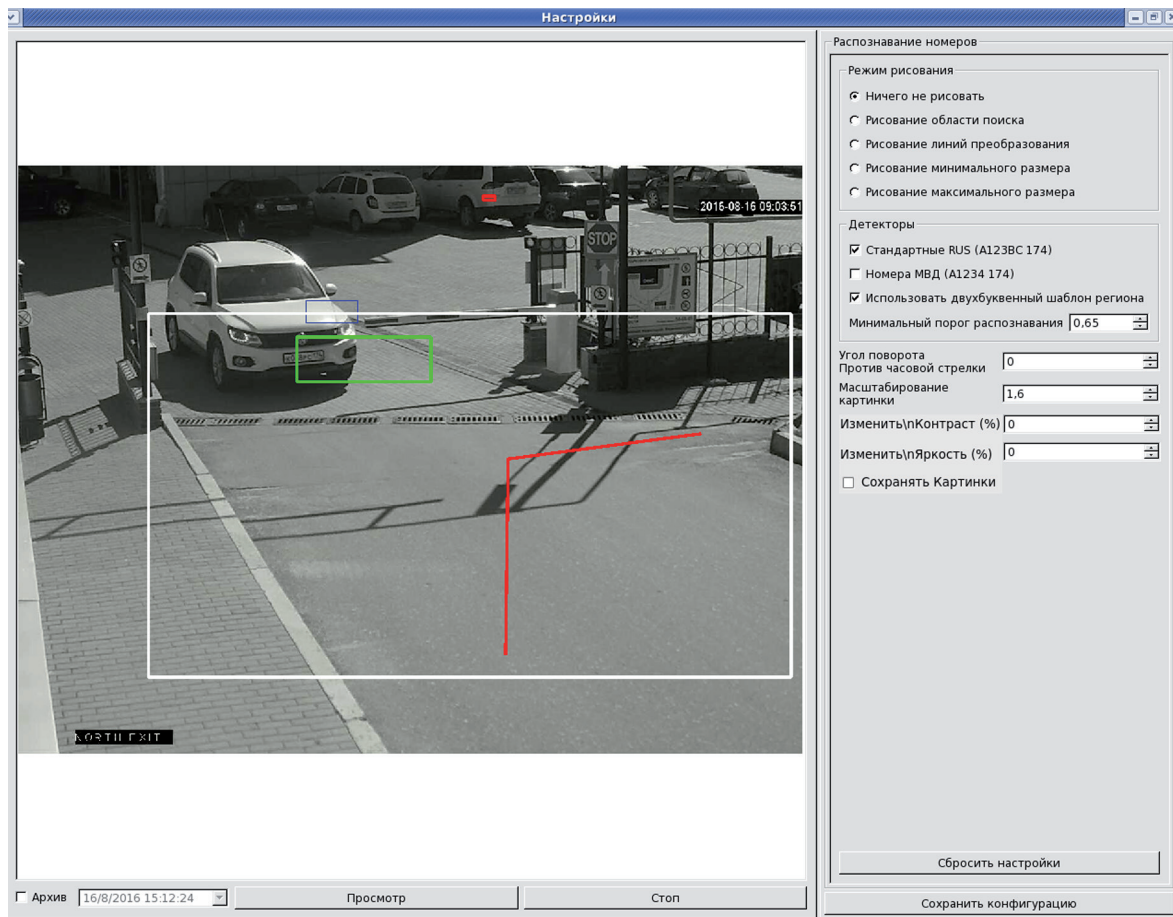 Настройки
Распознавание номеров
Режим рисования
Ничего не рисовать
Рисование области поиска
Рисование линий преобразования
Рисование минимального размера
Рисование максимального размера
Детекторы
Стандартные RUS (A123BC 174)
Номера МВД (A1234 174)
Использовать двухбуквенный шаблон региона
Минимальный порог распознавания 0,65
Угол поворота
Против часовой стрелки 0
Масштабирование
картинки 1,6
Изменить\nКонтраст (%) 0
Изменить\nЯркость (%) 0
Сохранять Картинки
2016-08-16 09:03:51
STOP
NORTH EXIT
Сбросить настройки
Архив 16/8/2016 15:12:24 Просмотр Стоп
Сохранить конфигурацию